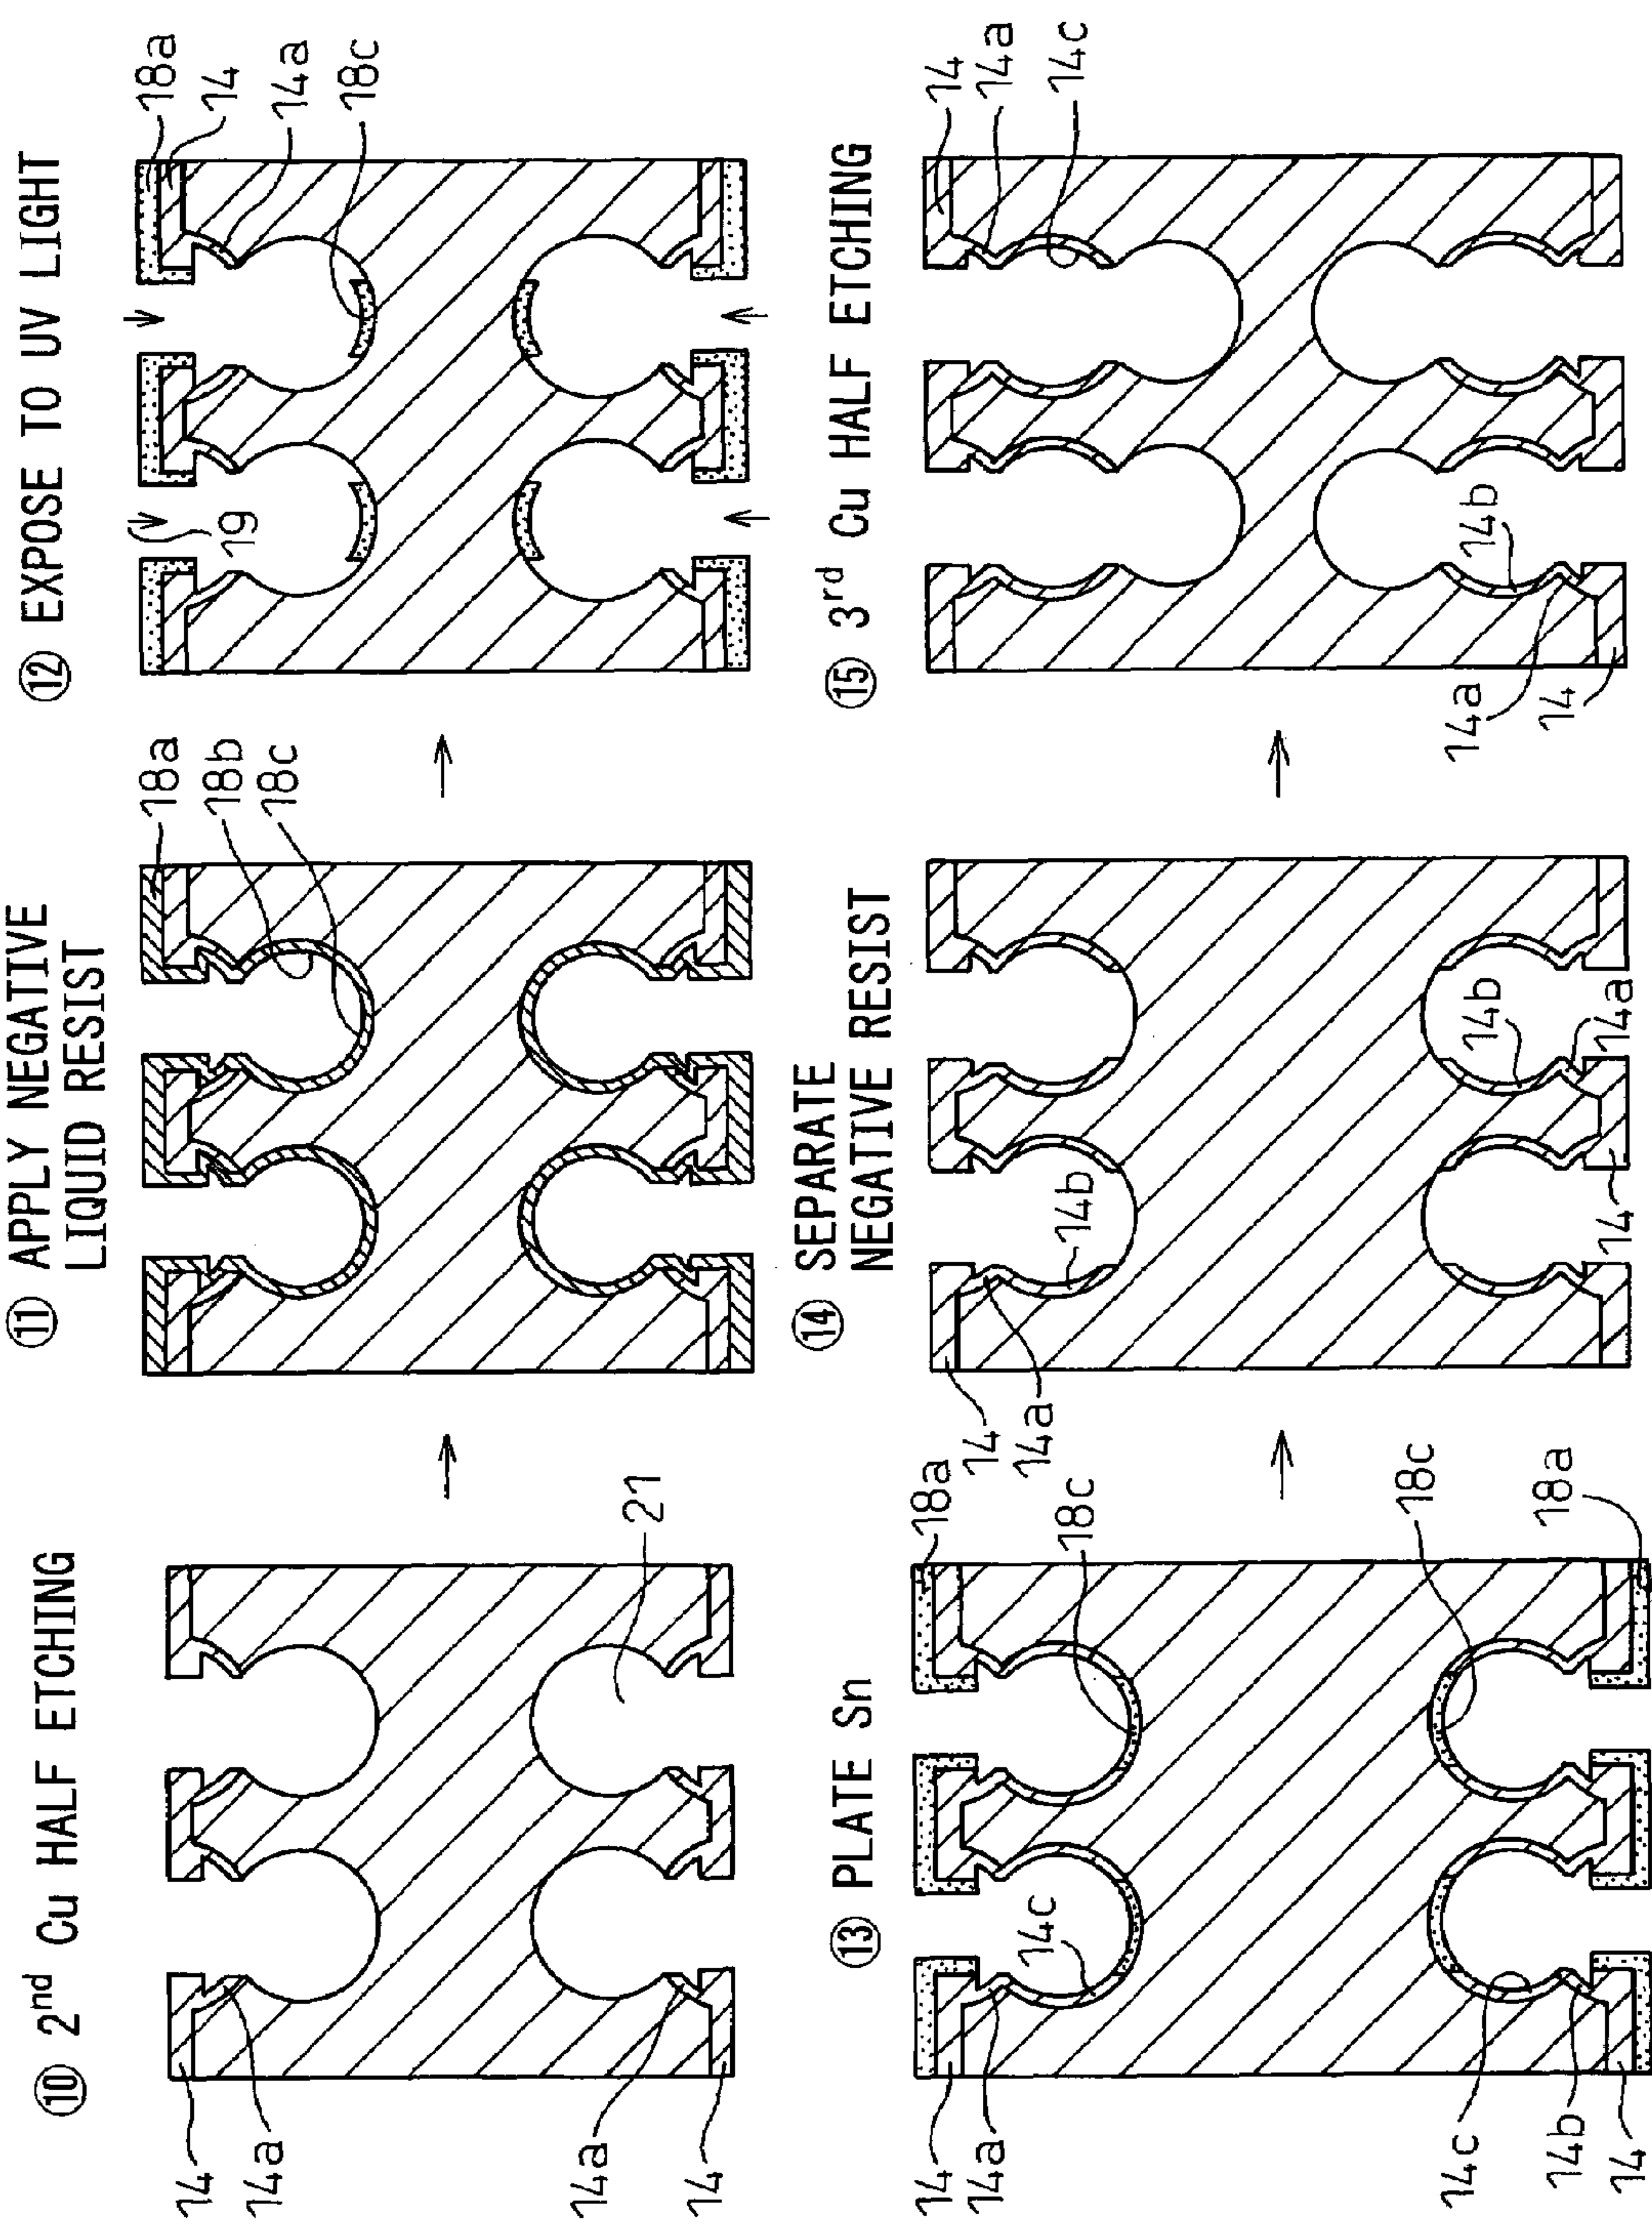 ⑩ 2nd Cu HALF ETCHING
14
14a
14a
14
21
⑪ APPLY NEGATIVE
LIQUID RESIST
18a
18b
18c
⑫ EXPOSE TO UV LIGHT
19
18a
14
14a
18c
⑬ PLATE Sn
14
14a
14c
14c
14b
14
18a
18c
18c
18a
⑭ SEPARATE
NEGATIVE RESIST
14
14a
14b
14b
14a
14
⑮ 3rd Cu HALF ETCHING
14
14a
14c
14b
14a
14